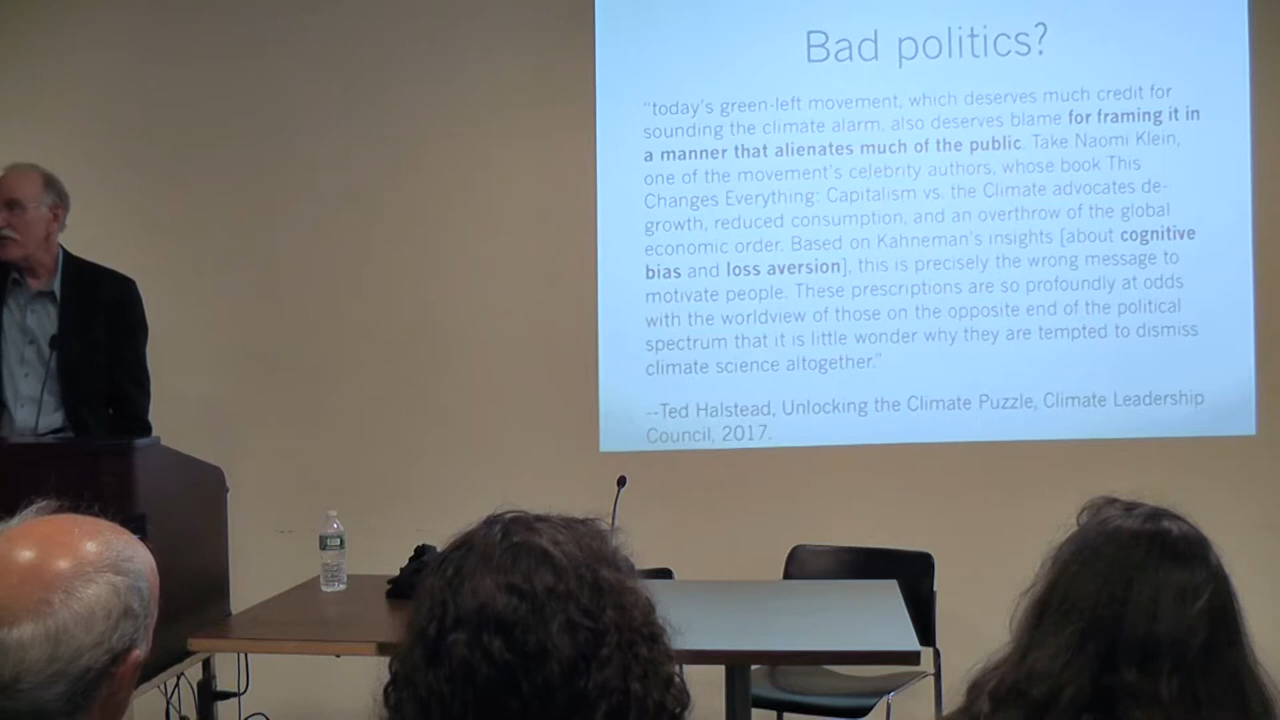 Bad politics?
“today's green-left movement, which deserves much credit for
sounding the climate alarm, also deserves blame for framing it in
a manner that alienates much of the public. Take Naomi Klein,
one of the movement's celebrity authors, whose book This
Changes Everything: Capitalism vs. the Climate advocates de-
growth, reduced consumption, and an overthrow of the global
economic order. Based on Kahneman's insights [about cognitive
bias and loss aversion], this is precisely the wrong message to
motivate people. These prescriptions are so profoundly at odds
with the worldview of those on the opposite end of the political
spectrum that it is little wonder why they are tempted to dismiss
climate science altogether.”
--Ted Halstead, Unlocking the Climate Puzzle, Climate Leadership
Council, 2017.